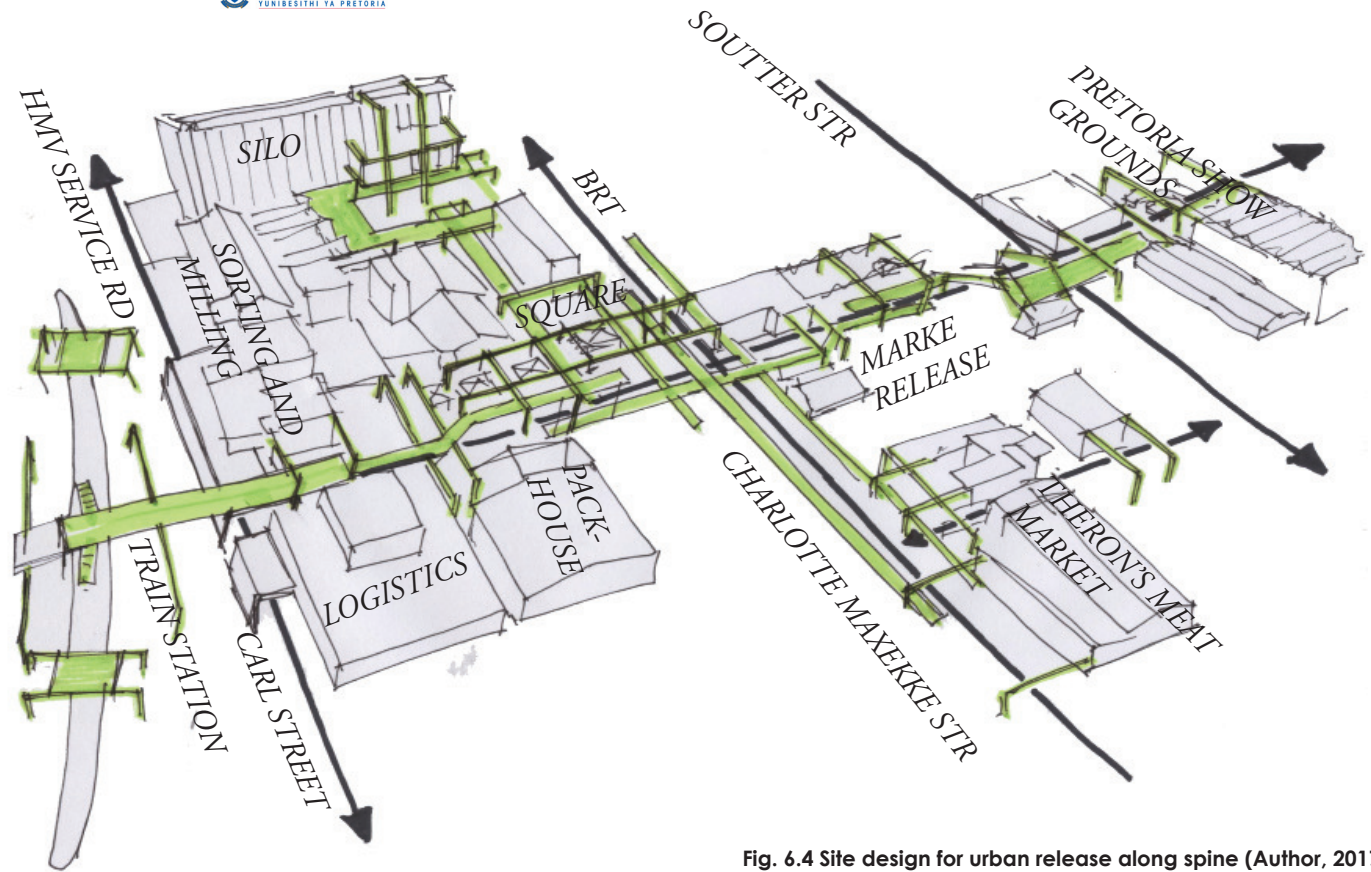 YUNIBESITHI YA PRETORIA
SOUTTER STR
PRETORIA SHOW
GROUNDS
HMV SERVICE RD
SILO
BRT
SORTING AND
MILLING
SQUARE
MARKE
RELEASE
PACK-
HOUSE
LOGISTICS
TRAIN STATION
CARL STREET
CHARLOTTE MAXEKKE STR
THERON'S MEAT
MARKET
Fig. 6.4 Site design for urban release along spine (Author, 201